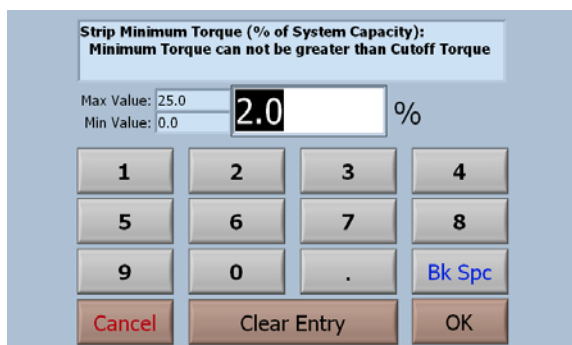 Strip Minimum Torque (% of System Capacity):
Minimum Torque can not be greater than Cutoff Torque
Max Value: 25.0
Min Value: 0.0
2.0 %
1 2 3 4
5 6 7 8
9 0 . Bk Spc
Cancel Clear Entry OK